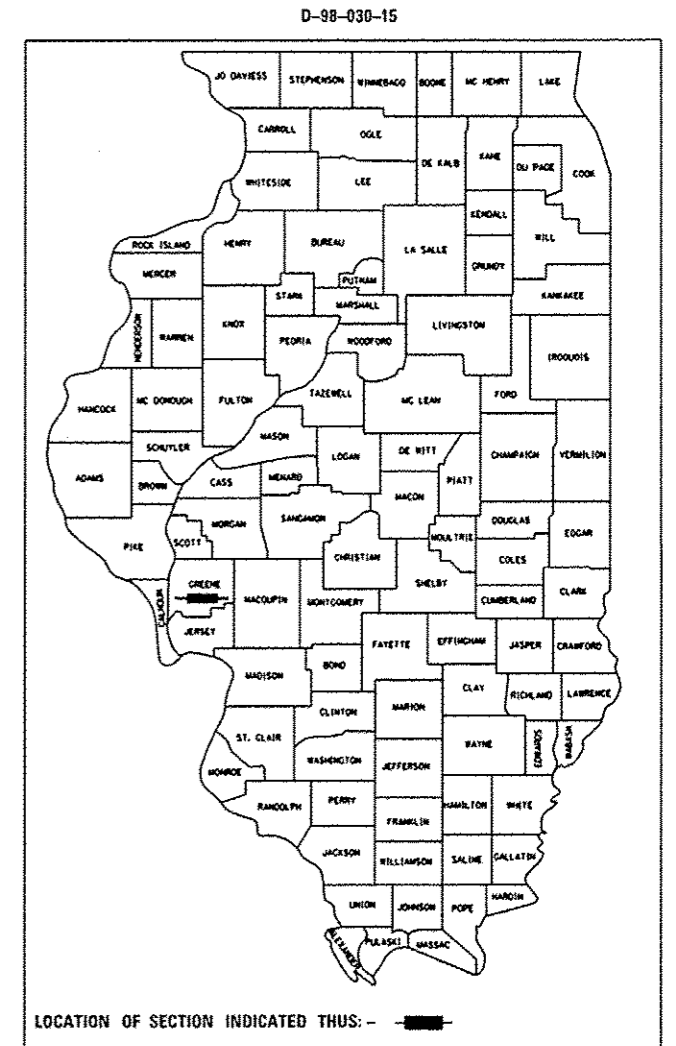 D-98-030-15
JO DAVIESS STEPHENSON WINNEBAGO BOONE MC HENRY LAKE
CARROLL OGLE DE KALB KANE DU PAGE COOK
WHITESIDE LEE KENDALL WILL
ROCK ISLAND HENRY BUREAU LA SALLE GRUNDY
MERCER STARK PUTNAM MARSHALL KANKAKEE
HENDERSON WARREN KNOX PEORIA WOODFORD LIVINGSTON IROQUOIS
HANCOCK MC DONOUGH FULTON TAZEWELL MC LEAN FORD
SCHUYLER MASON LOGAN DE WITT CHAMPAIGN VERMILION
ADAMS BROWN CASS MENARD MACON PIATT
PIKE SCOTT MORGAN SANGAMON CHRISTIAN MOULTRIE DOUGLAS EDGAR
COLES
CALHOUN GREENE MACOUPIN MONTGOMERY SHELBY CUMBERLAND CLARK
JERSEY FAYETTE EFFINGHAM JASPER CRAWFORD
MADISON BOND CLAY RICHLAND LAWRENCE
CLINTON MARION
ST. CLAIR WASHINGTON JEFFERSON WAYNE EDWARDS WABASH
MONROE RANDOLPH PERRY HAMILTON WHITE
FRANKLIN
JACKSON WILLIAMSON SALINE GALLATIN
UNION JOHNSON POPE HARDIN
ALEXANDER PULASKI MASSAC
LOCATION OF SECTION INDICATED THUS: -